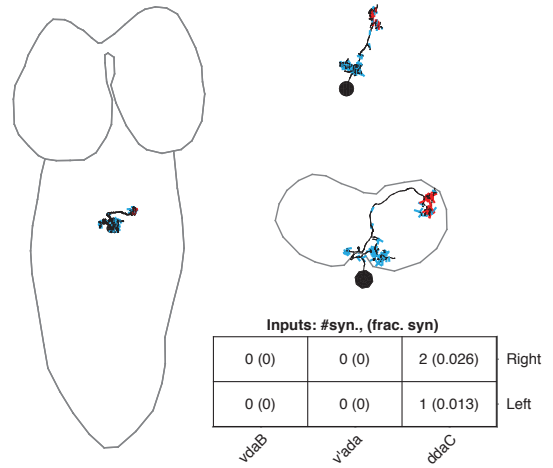 Inputs: #syn., (frac. syn)
0 (0) 0 (0) 2 (0.026) Right
0 (0) 0 (0) 1 (0.013) Left
vdaB v'ada ddaC